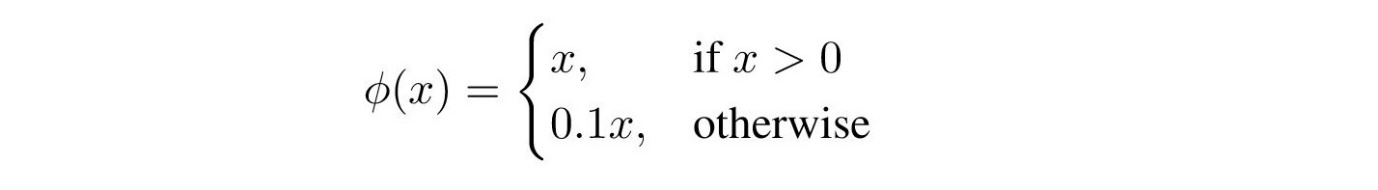 ϕ(x) = { x, if x > 0
0.1x, otherwise